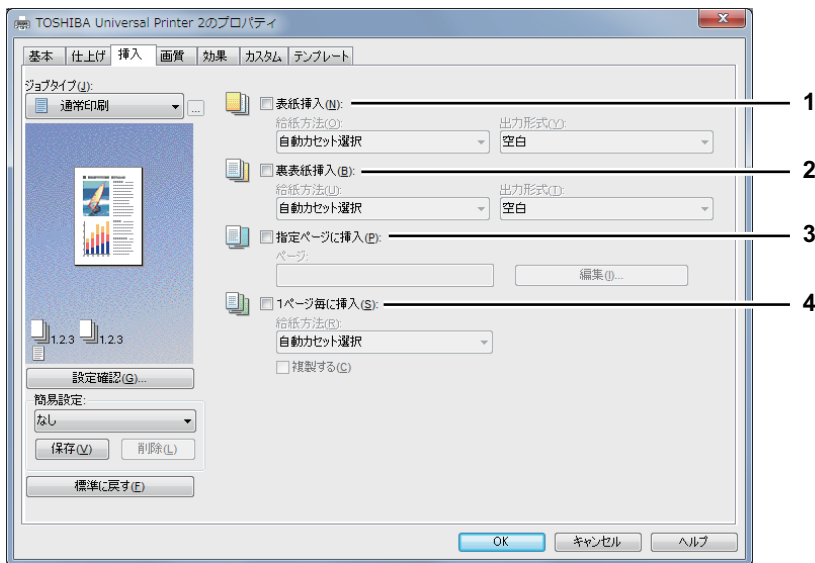 TOSHIBA Universal Printer 2のプロパティ
基本 仕上げ 挿入 画質 効果 カスタム テンプレート
ジョブタイプ(J):
通常印刷
...
1.2.3 1.2.3
設定確認(G)...
簡易設定:
なし
保存(V) 削除(L)
標準に戻す(F)
表紙挿入(N): 1
給紙方法(O): 出力形式(Y):
自動カセット選択 空白
裏表紙挿入(B): 2
給紙方法(U): 出力形式(T):
自動カセット選択 空白
指定ページに挿入(P): 3
ページ:
編集(I)...
1ページ毎に挿入(S): 4
給紙方法(R):
自動カセット選択
複製する(C)
OK キャンセル ヘルプ